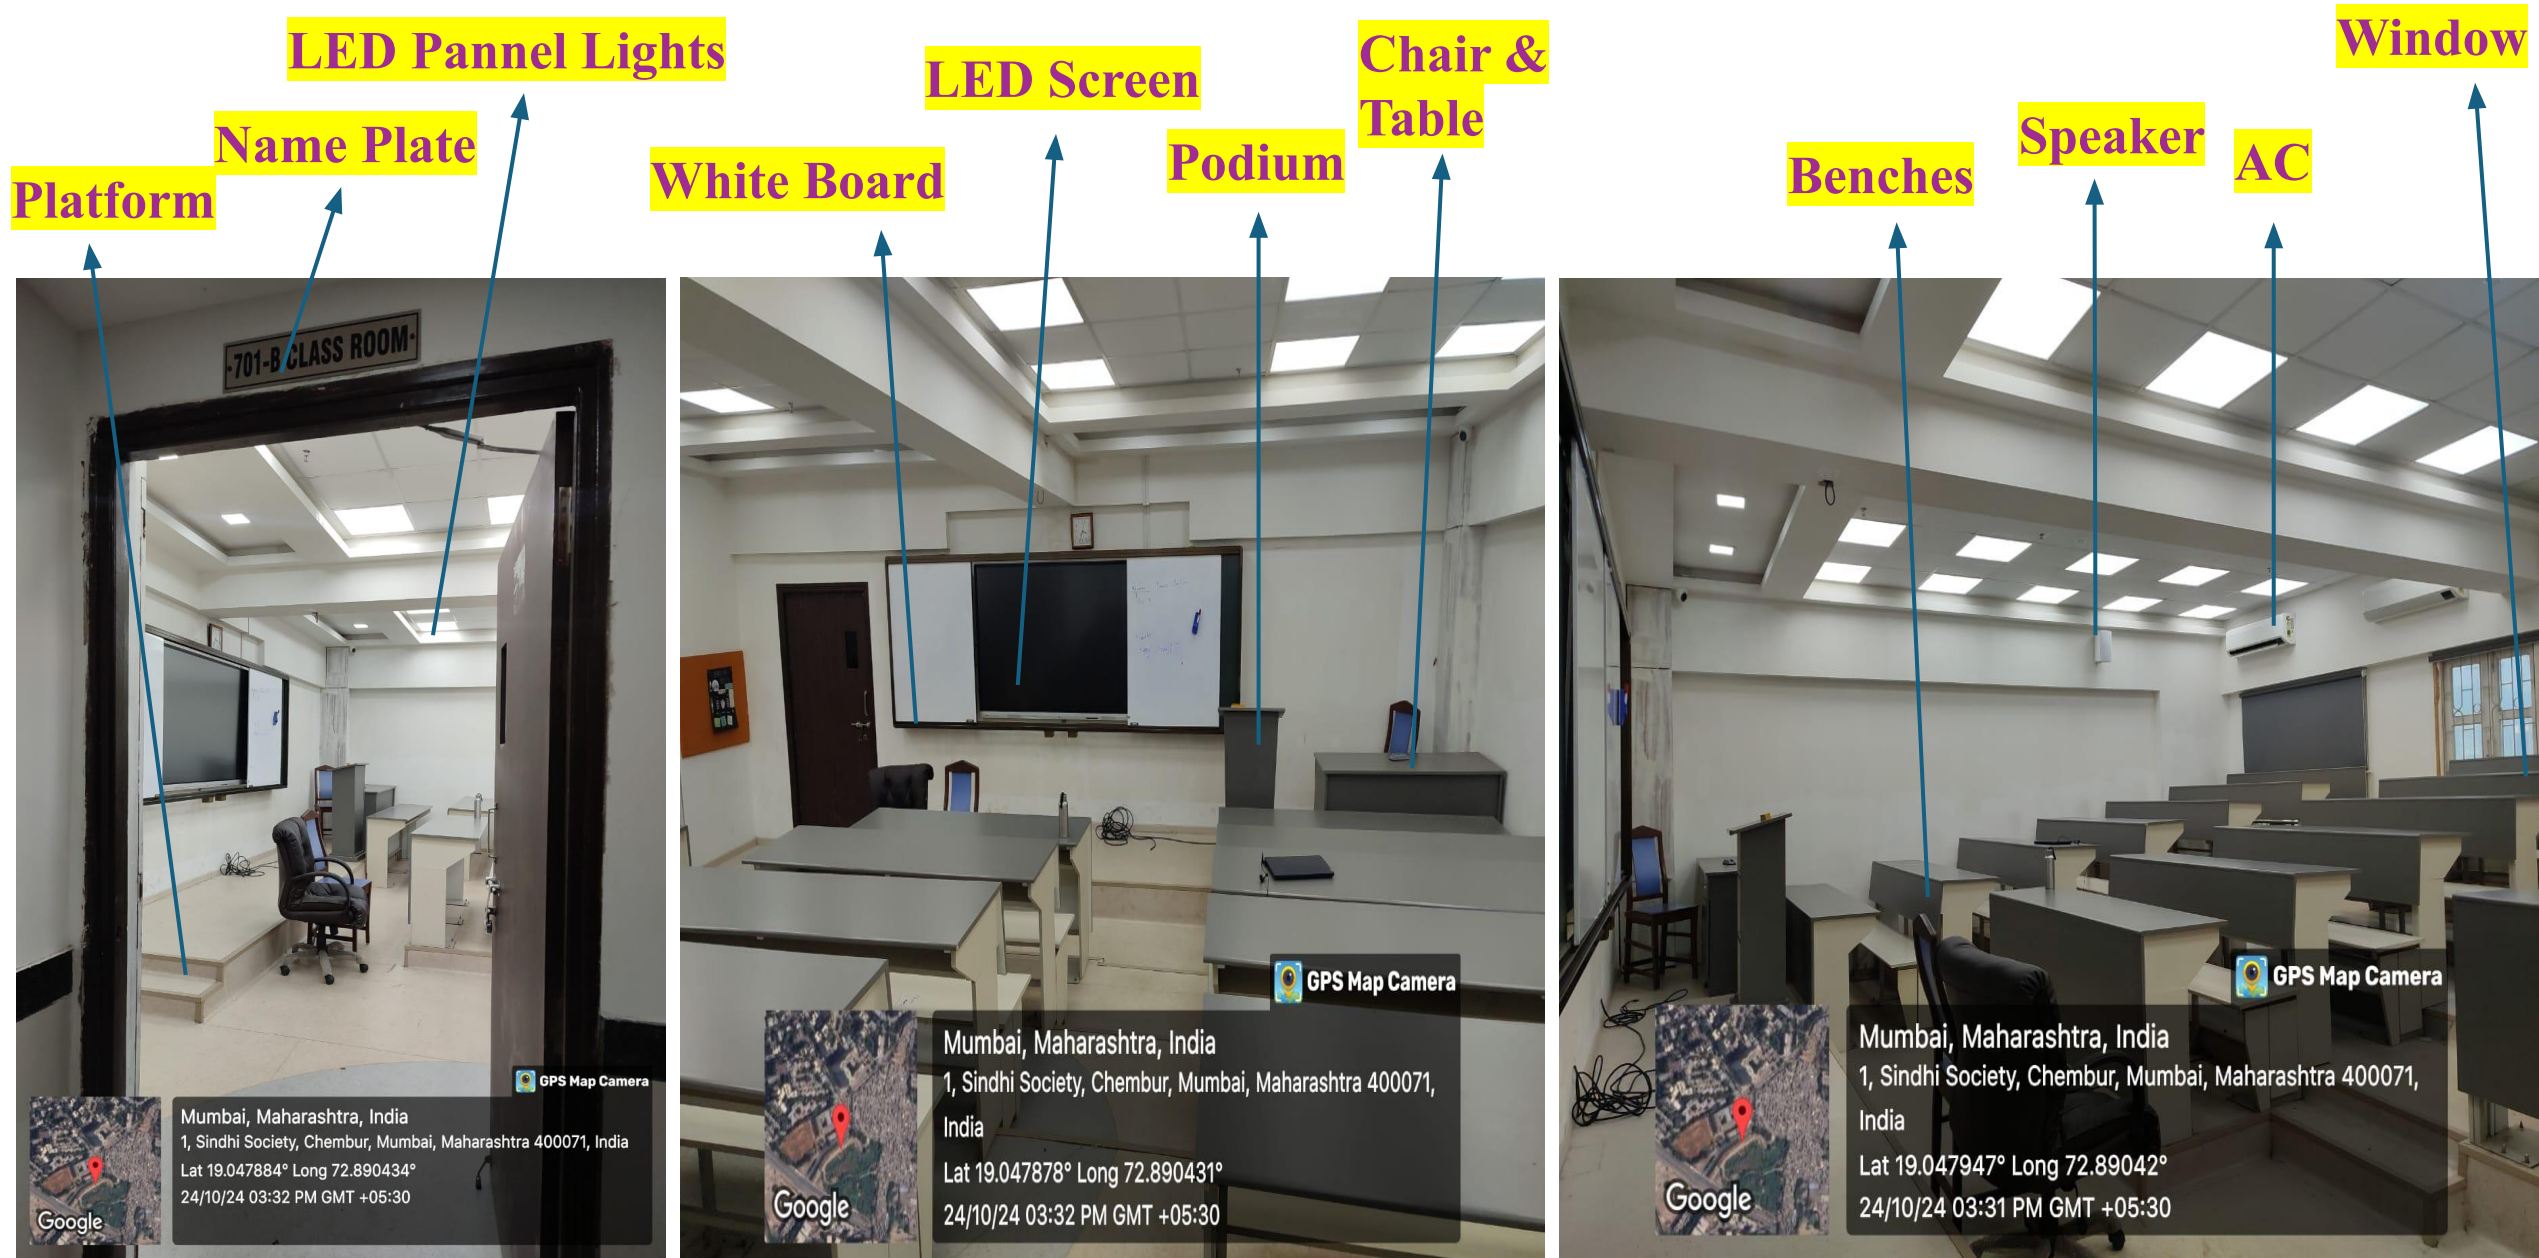 LED Pannel Lights
Name Plate
Platform
LED Screen
White Board
Podium
Chair &
Table
Benches
Speaker
AC
Window
701-B CLASS ROOM
GPS Map Camera
Mumbai, Maharashtra, India
1, Sindhi Society, Chembur, Mumbai, Maharashtra 400071, India
Lat 19.047884° Long 72.890434°
24/10/24 03:32 PM GMT +05:30
Google
GPS Map Camera
Mumbai, Maharashtra, India
1, Sindhi Society, Chembur, Mumbai, Maharashtra 400071,
India
Lat 19.047878° Long 72.890431°
24/10/24 03:32 PM GMT +05:30
Google
GPS Map Camera
Mumbai, Maharashtra, India
1, Sindhi Society, Chembur, Mumbai, Maharashtra 400071,
India
Lat 19.047947° Long 72.89042°
24/10/24 03:31 PM GMT +05:30
Google